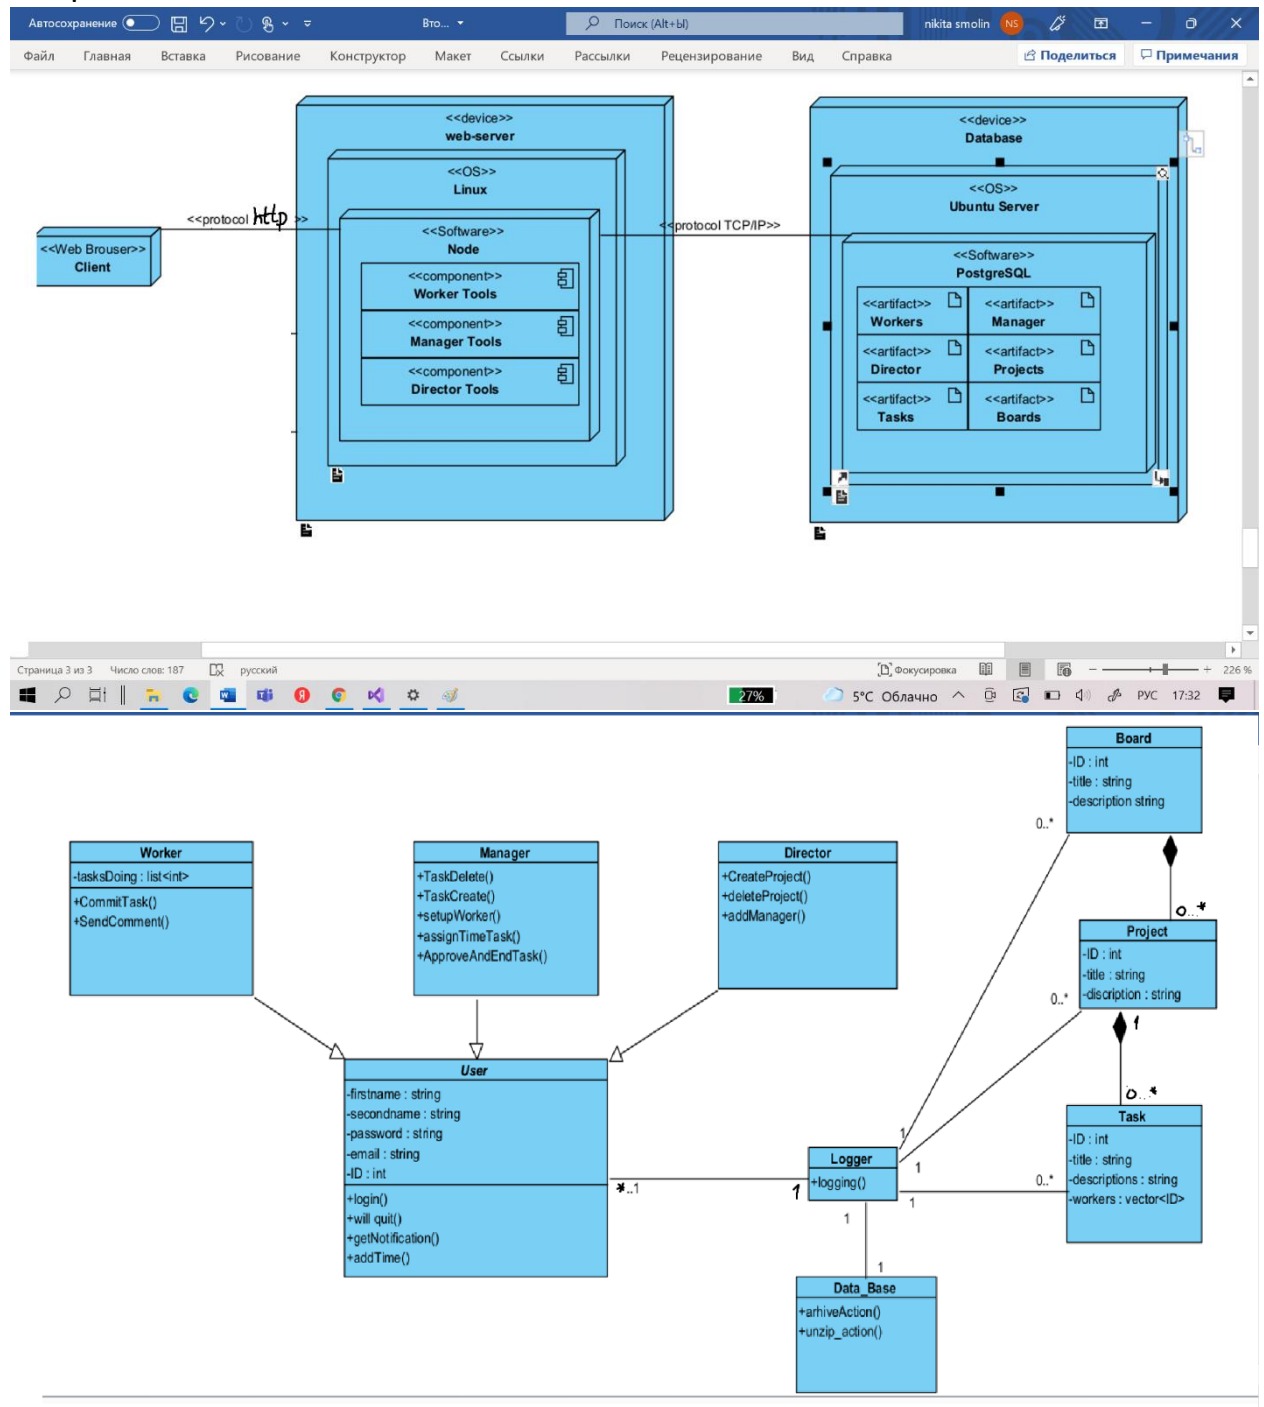 Автосохранение
Вто...
Поиск (Alt+Ы)
nikita smolin
NS
Файл Главная Вставка Рисование Конструктор Макет Ссылки Рассылки Рецензирование Вид Справка
Поделиться
Примечания
<<device>>
web-server
<<OS>>
Linux
<<protocol http >>
<<Web Brouser>>
Client
<<Software>>
Node
<<component>>
Worker Tools
<<component>>
Manager Tools
<<component>>
Director Tools
<<protocol TCP/IP>>
<<device>>
Database
<<OS>>
Ubuntu Server
<<Software>>
PostgreSQL
<<artifact>>
Workers
<<artifact>>
Manager
<<artifact>>
Director
<<artifact>>
Projects
<<artifact>>
Tasks
<<artifact>>
Boards
Страница 3 из 3 Число слов: 187 русский
Фокусировка
226 %
27%
5°C Облачно
РУС 17:32
Board
-ID : int
-title : string
-description string
0..*
Worker
-tasksDoing : list<int>
+CommitTask()
+SendComment()
Manager
+TaskDelete()
+TaskCreate()
+setupWorker()
+assignTimeTask()
+ApproveAndEndTask()
Director
+CreateProject()
+deleteProject()
+addManager()
0..*
Project
-ID : int
-title : string
-discription : string
0..*
1
0..*
User
-firstname : string
-secondname : string
-password : string
-email : string
-ID : int
+login()
+will quit()
+getNotification()
+addTime()
*..1
1
Logger
+logging()
1
1
1
0..*
Task
-ID : int
-title : string
-descriptions : string
-workers : vector<ID>
1
1
Data_Base
+arhiveAction()
+unzip_action()